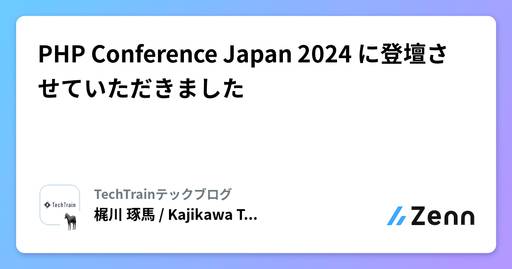 PHP Conference Japan 2024 に登壇さ
せていただきました
TechTrainテックブログ
TechTrain
梶川 琢馬 / Kajikawa T...
Zenn